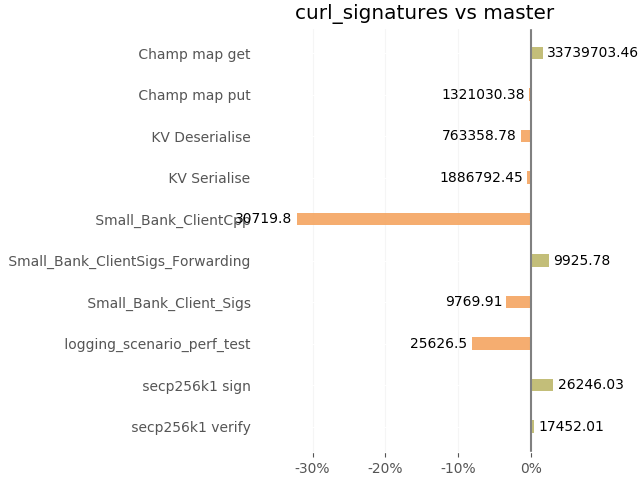 curl_signatures vs master
Champ map get 33739703.46
Champ map put 1321030.38
KV Deserialise 763358.78
KV Serialise 1886792.45
Small_Bank_ClientCpp 30719.8
Small_Bank_ClientSigs_Forwarding 9925.78
Small_Bank_Client_Sigs 9769.91
logging_scenario_perf_test 25626.5
secp256k1 sign 26246.03
secp256k1 verify 17452.01
-30% -20% -10% 0%